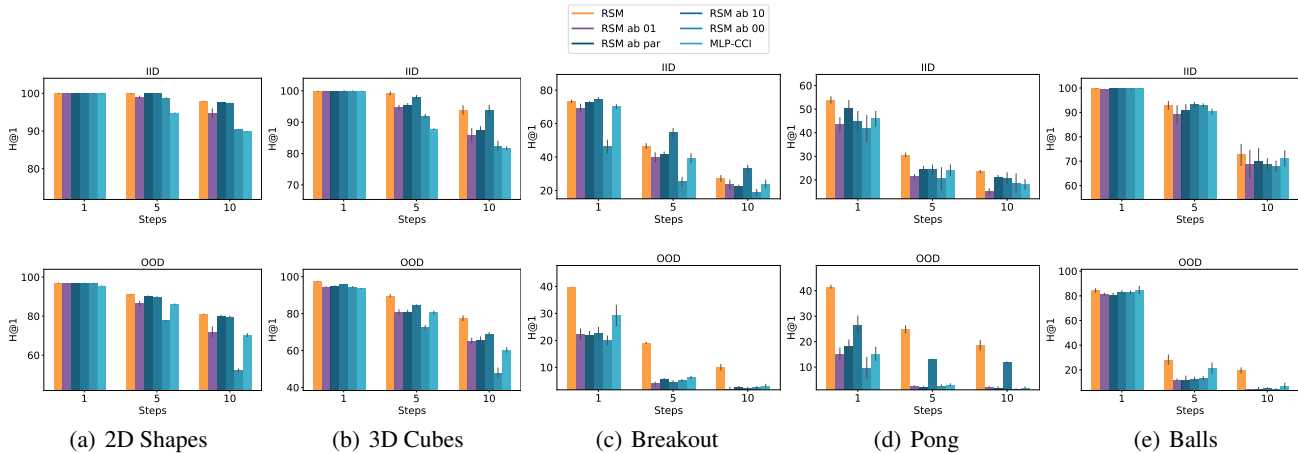 RSM
RSM ab 01
RSM ab par
RSM ab 10
RSM ab 00
MLP-CCI
IID
H@1
100
90
80
1
5
10
Steps
IID
H@1
100
90
80
70
1
5
10
Steps
IID
H@1
80
60
40
20
1
5
10
Steps
IID
H@1
60
50
40
30
20
1
5
10
Steps
IID
H@1
100
90
80
70
60
1
5
10
Steps
OOD
H@1
100
80
60
1
5
10
Steps
OOD
H@1
100
80
60
40
1
5
10
Steps
OOD
H@1
40
30
20
10
1
5
10
Steps
OOD
H@1
40
30
20
10
1
5
10
Steps
OOD
H@1
100
80
60
40
20
1
5
10
Steps
(a) 2D Shapes
(b) 3D Cubes
(c) Breakout
(d) Pong
(e) Balls